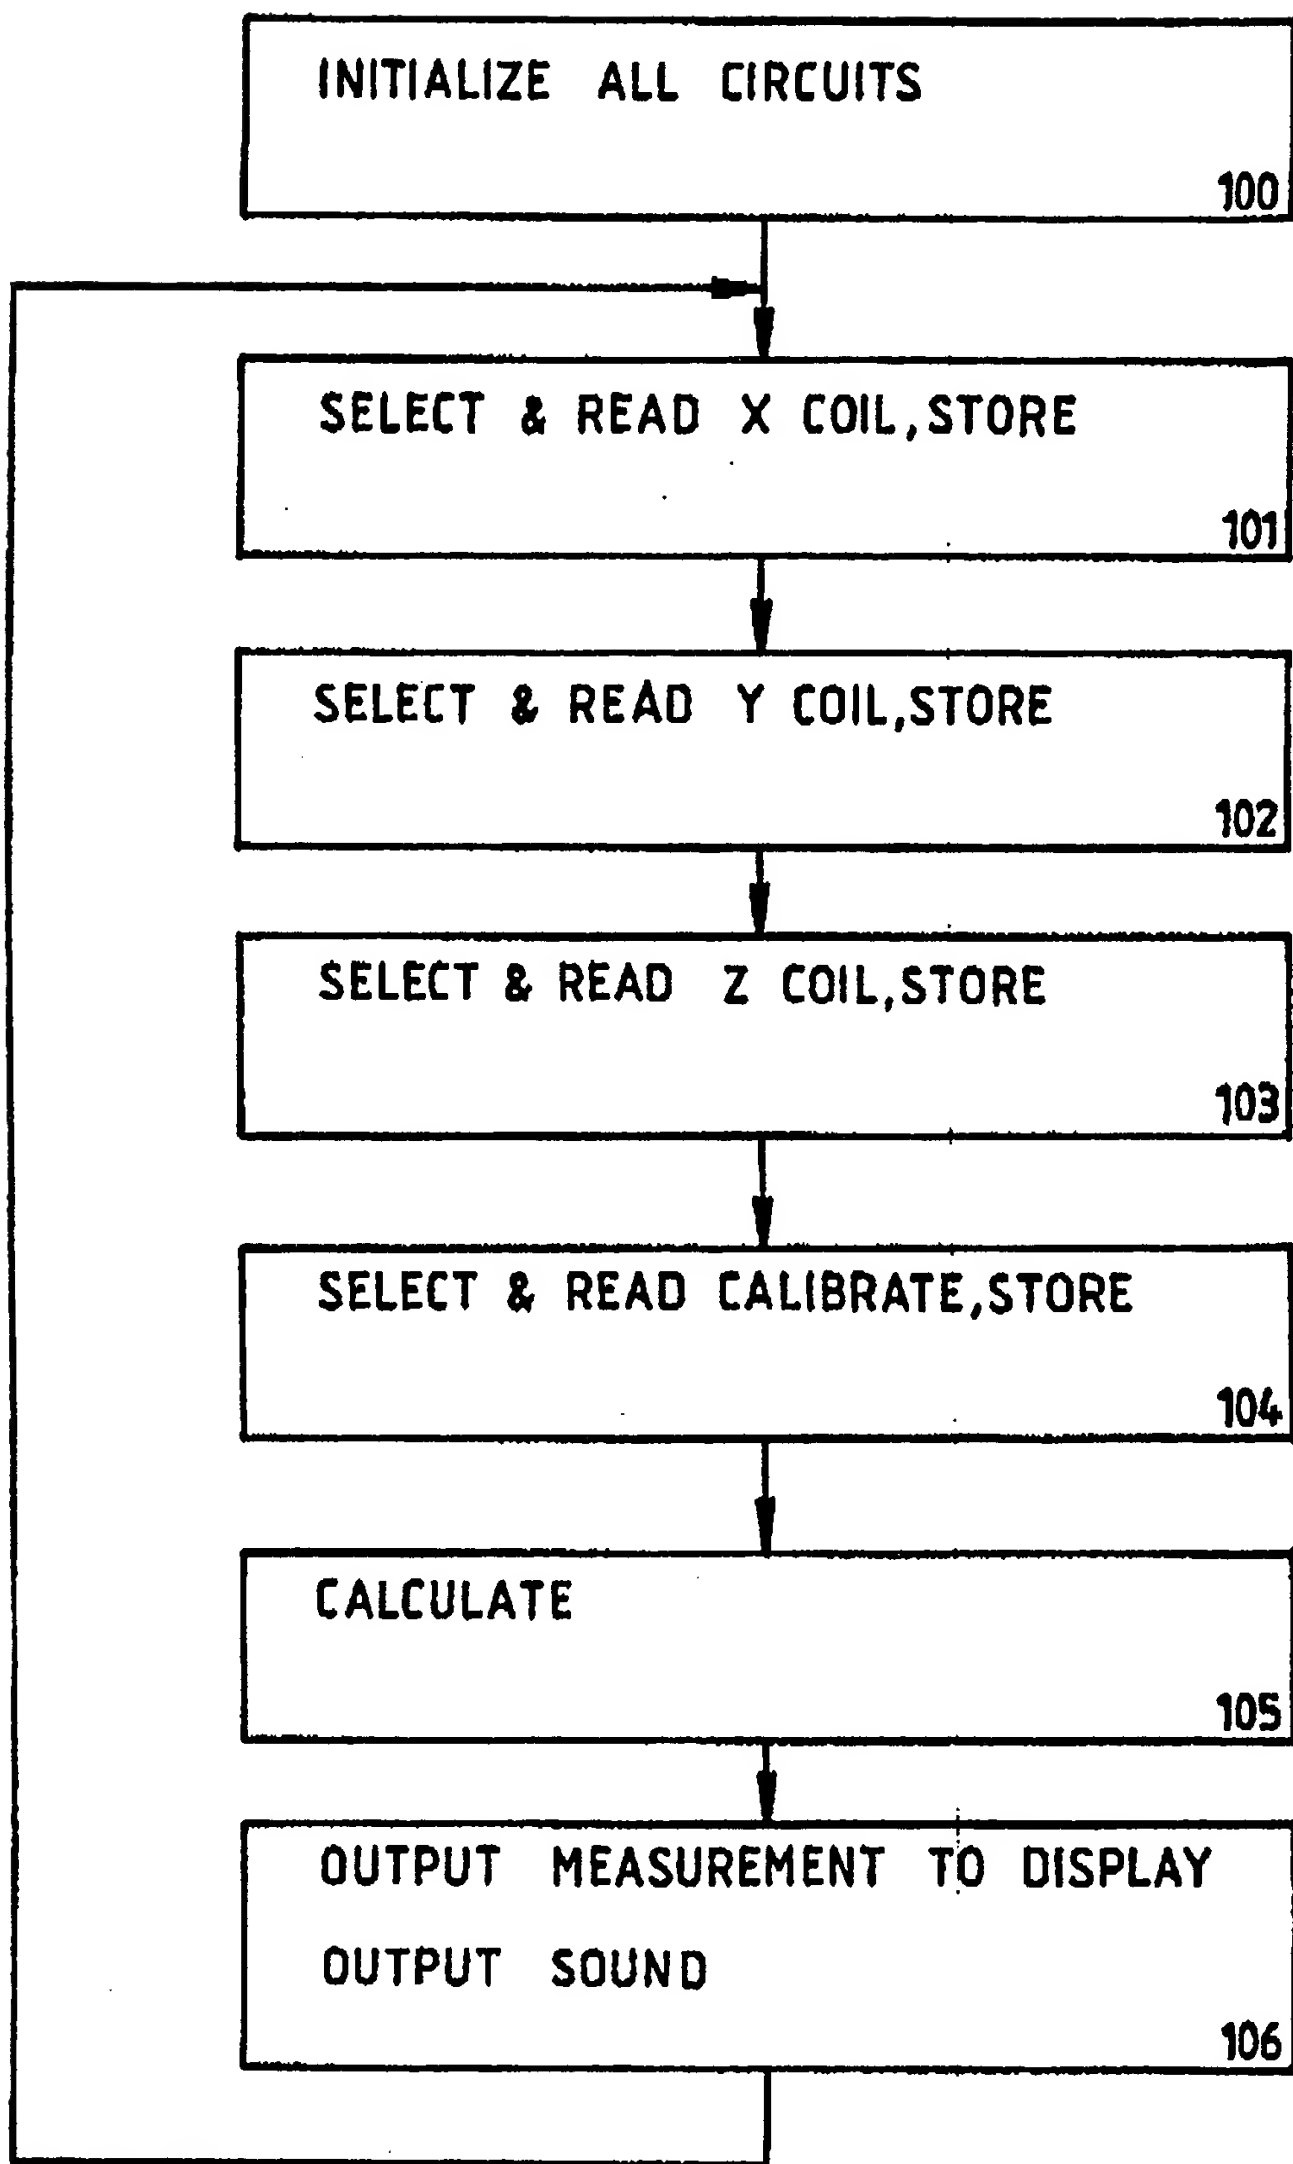 INITIALIZE ALL CIRCUITS
100
SELECT & READ X COIL,STORE
101
SELECT & READ Y COIL,STORE
102
SELECT & READ Z COIL,STORE
103
SELECT & READ CALIBRATE,STORE
104
CALCULATE
105
OUTPUT MEASUREMENT TO DISPLAY
OUTPUT SOUND
106